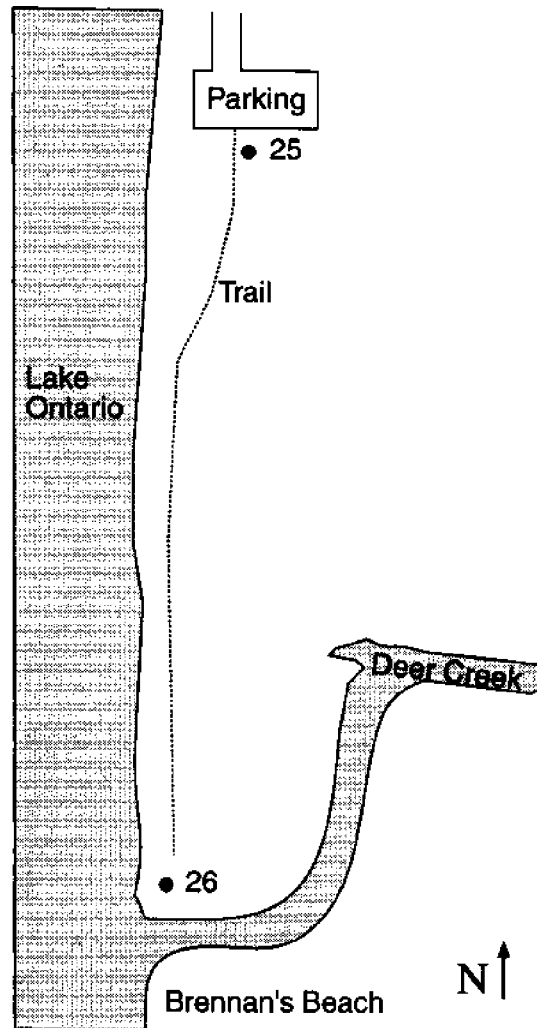 Parking
25
Trail
Lake
Ontario
Deer Creek
26
N
Brennan's Beach